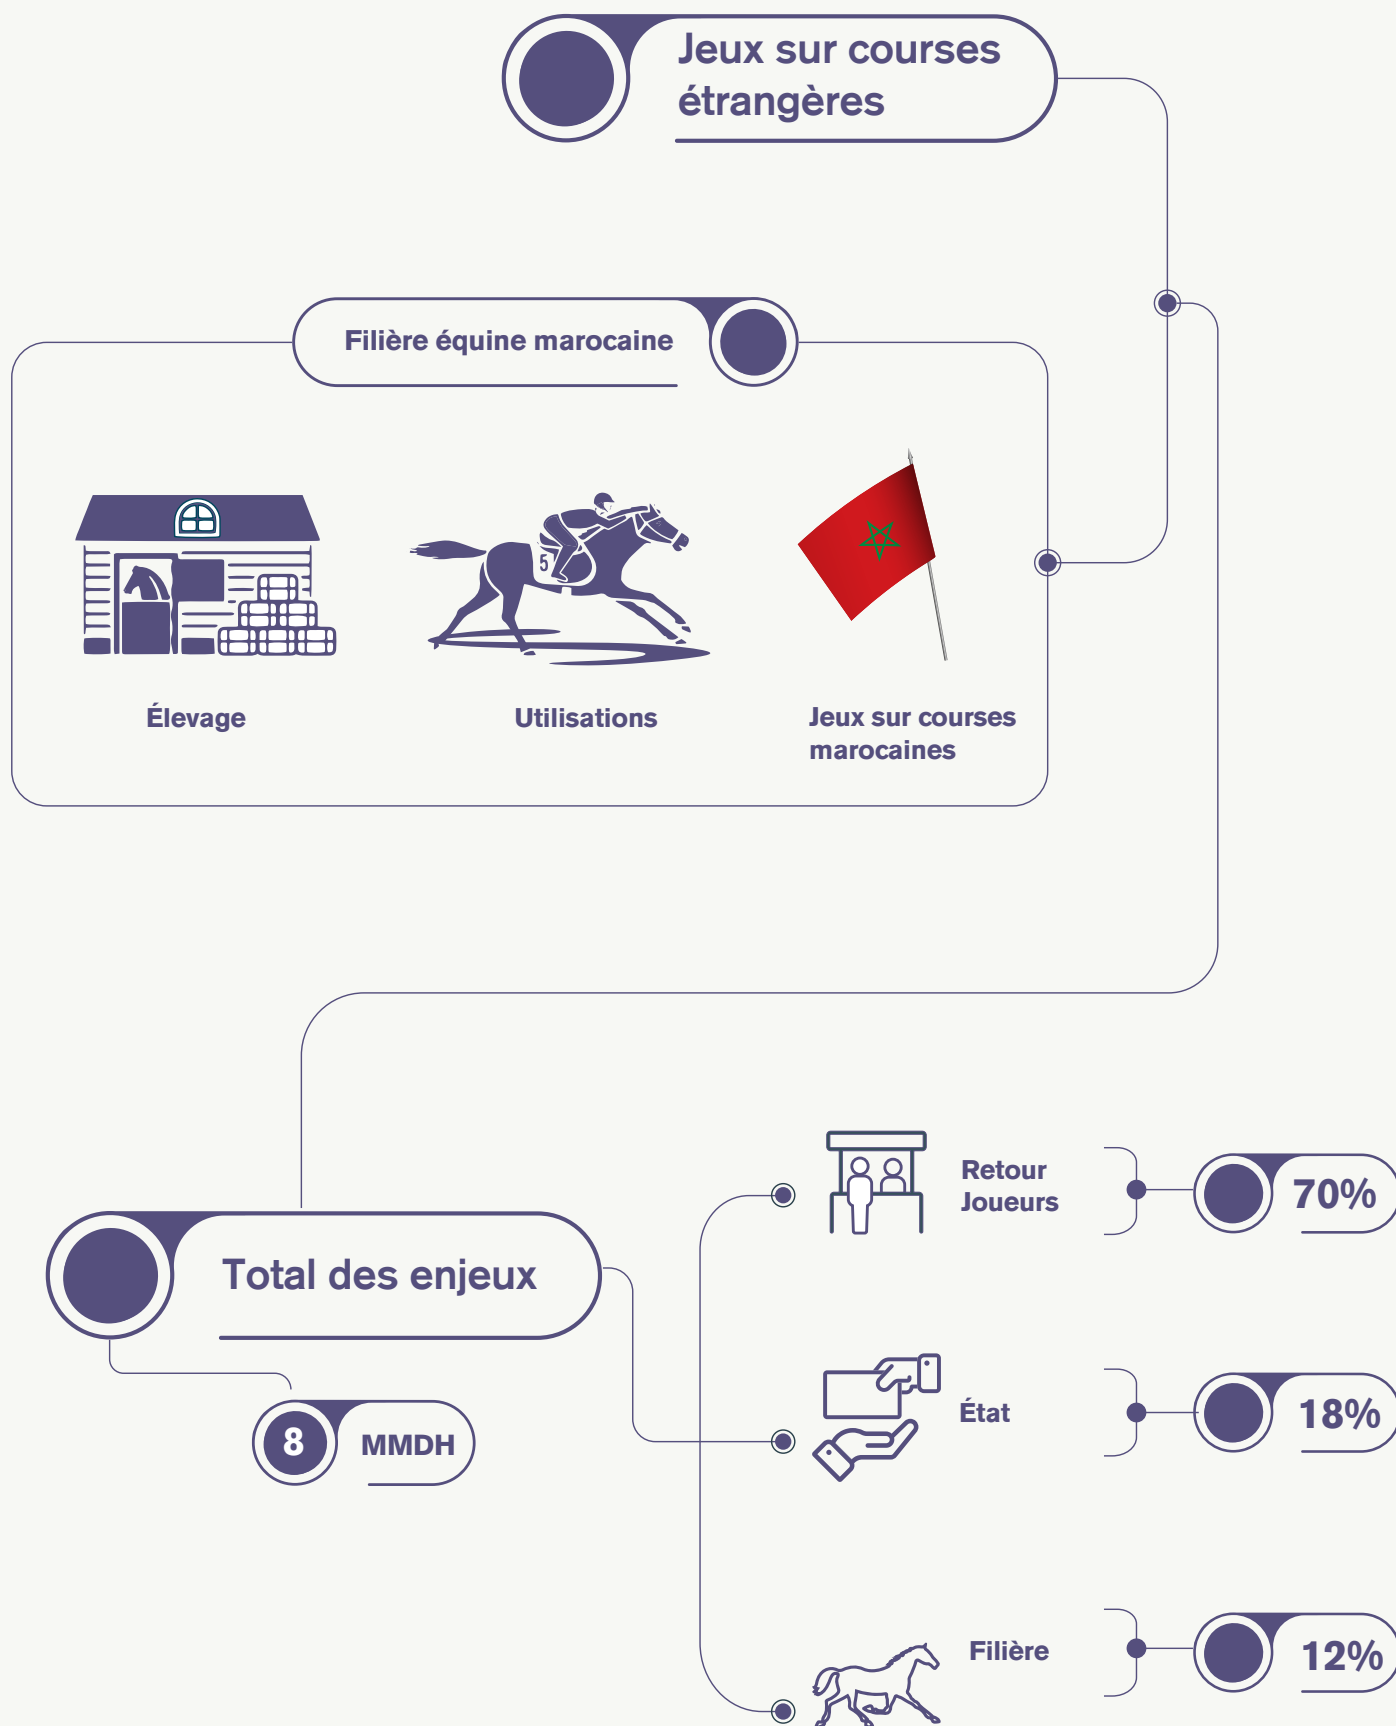 Jeux sur courses
étrangères
Filière équine marocaine
5
Élevage
Utilisations
Jeux sur courses
marocaines
Total des enjeux
8 MMDH
Retour
Joueurs
70%
État
18%
Filière
12%